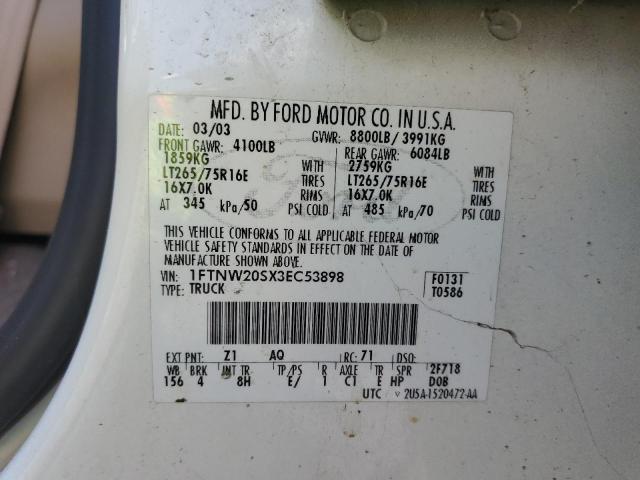 MFD. BY FORD MOTOR CO. IN U.S.A.
DATE: 03/03 GVWR: 8800LB / 3991KG
FRONT GAWR: 4100LB REAR GAWR: 6084LB
1859KG WITH 2759KG WITH
LT265/75R16E TIRES LT265/75R16E TIRES
16X7.0K RIMS 16X7.0K RIMS
AT 345 kPa/50 PSI COLD AT 485 kPa/70 PSI COLD
THIS VEHICLE CONFORMS TO ALL APPLICABLE FEDERAL MOTOR
VEHICLE SAFETY STANDARDS IN EFFECT ON THE DATE OF
MANUFACTURE SHOWN ABOVE.
VIN: 1FTNW20SX3EC53898 F0131
TYPE: TRUCK T0586
EXT PNT: Z1 AQ RC: 71 DSO:
WB BRK INT TR TP/PS R AXLE TR SPR 2F718
156 4 8H E/ 1 C1 E HP DOB
UTC ▽ 2U5A-1520472-AA